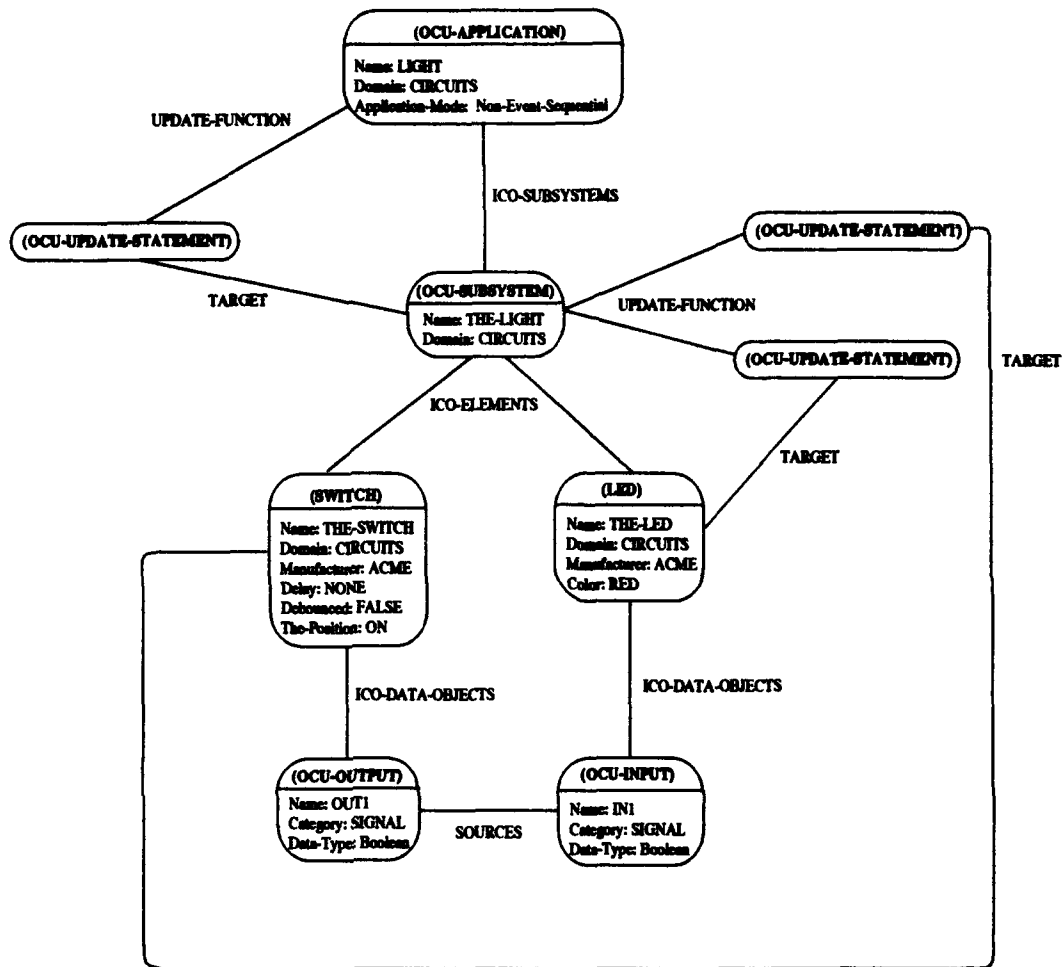 (OCU-APPLICATION)
Name: LIGHT
Domain: CIRCUITS
Application-Mode: Non-Event-Sequential
UPDATE-FUNCTION
ICO-SUBSYSTEMS
(OCU-UPDATE-STATEMENT)
(OCU-UPDATE-STATEMENT)
TARGET
(OCU-SUBSYSTEM)
Name: THE-LIGHT
Domain: CIRCUITS
UPDATE-FUNCTION
(OCU-UPDATE-STATEMENT)
TARGET
ICO-ELEMENTS
TARGET
(SWITCH)
Name: THE-SWITCH
Domain: CIRCUITS
Manufacturer: ACME
Delay: NONE
Debounced: FALSE
The-Position: ON
(LED)
Name: THE-LED
Domain: CIRCUITS
Manufacturer: ACME
Color: RED
ICO-DATA-OBJECTS
ICO-DATA-OBJECTS
(OCU-OUTPUT)
Name: OUT1
Category: SIGNAL
Data-Type: Boolean
SOURCES
(OCU-INPUT)
Name: IN1
Category: SIGNAL
Data-Type: Boolean